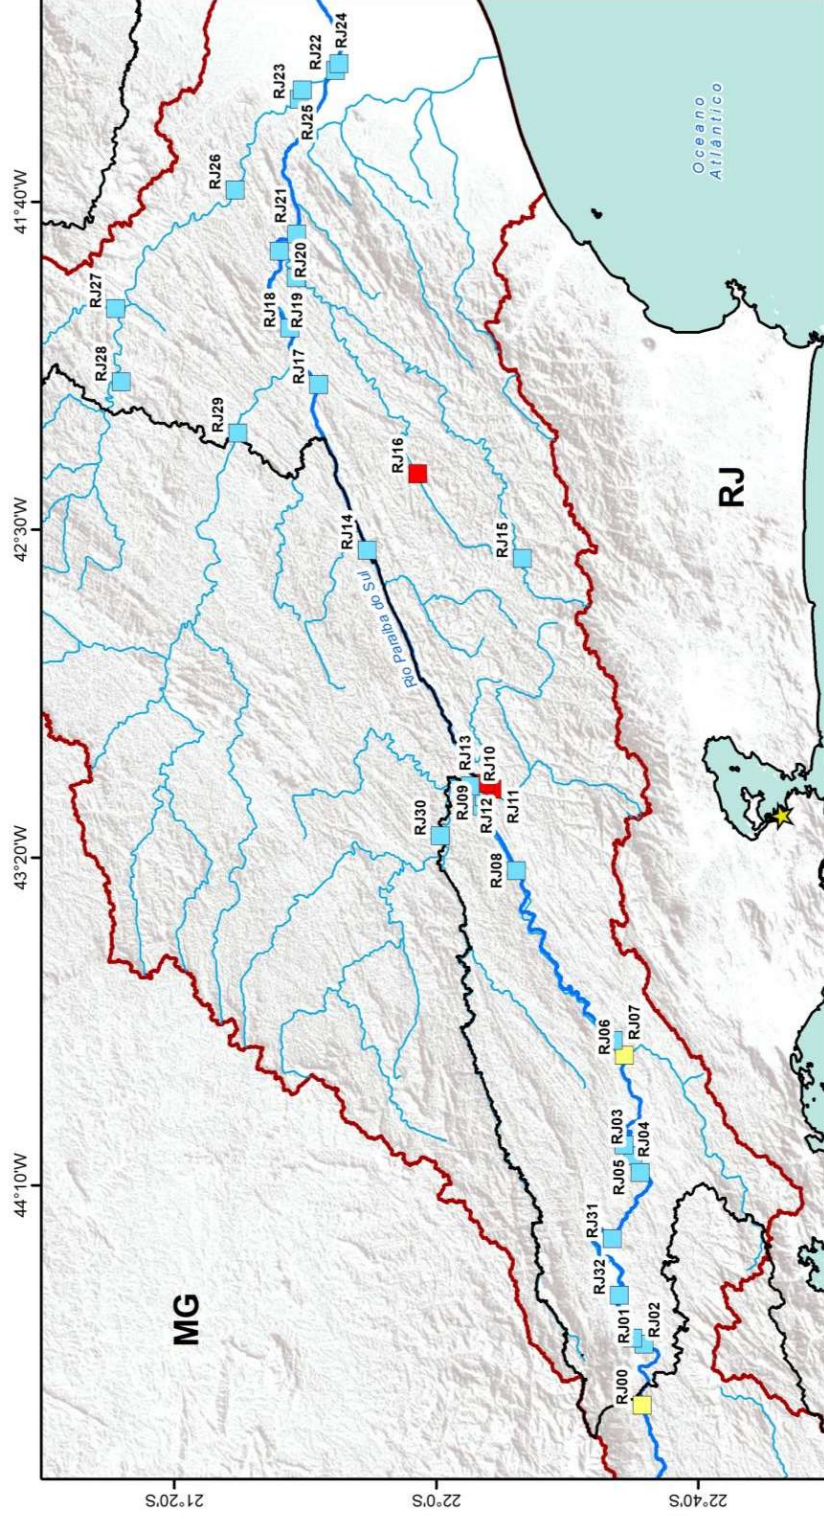 44°10'W
43°20'W
42°30'W
41°40'W
21°20'S
22°0'S
22°40'S
MG
RJ
Oceano
Atlântico
Rio Paraíba do Sul
RJ00
RJ01
RJ02
RJ32
RJ31
RJ05
RJ04
RJ03
RJ06
RJ07
RJ08
RJ30
RJ09
RJ12
RJ11
RJ10
RJ13
RJ14
RJ15
RJ16
RJ29
RJ28
RJ27
RJ17
RJ18
RJ19
RJ20
RJ21
RJ26
RJ25
RJ23
RJ22
RJ24